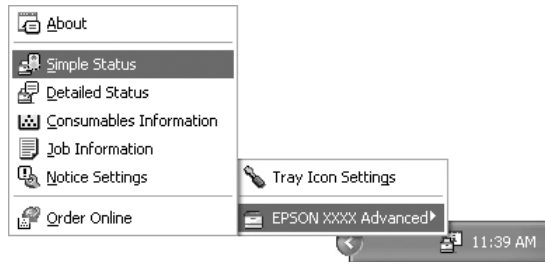 About
Simple Status
Detailed Status
Consumables Information
Job Information
Notice Settings
Order Online
Tray Icon Settings
EPSON XXXX Advanced
11:39 AM